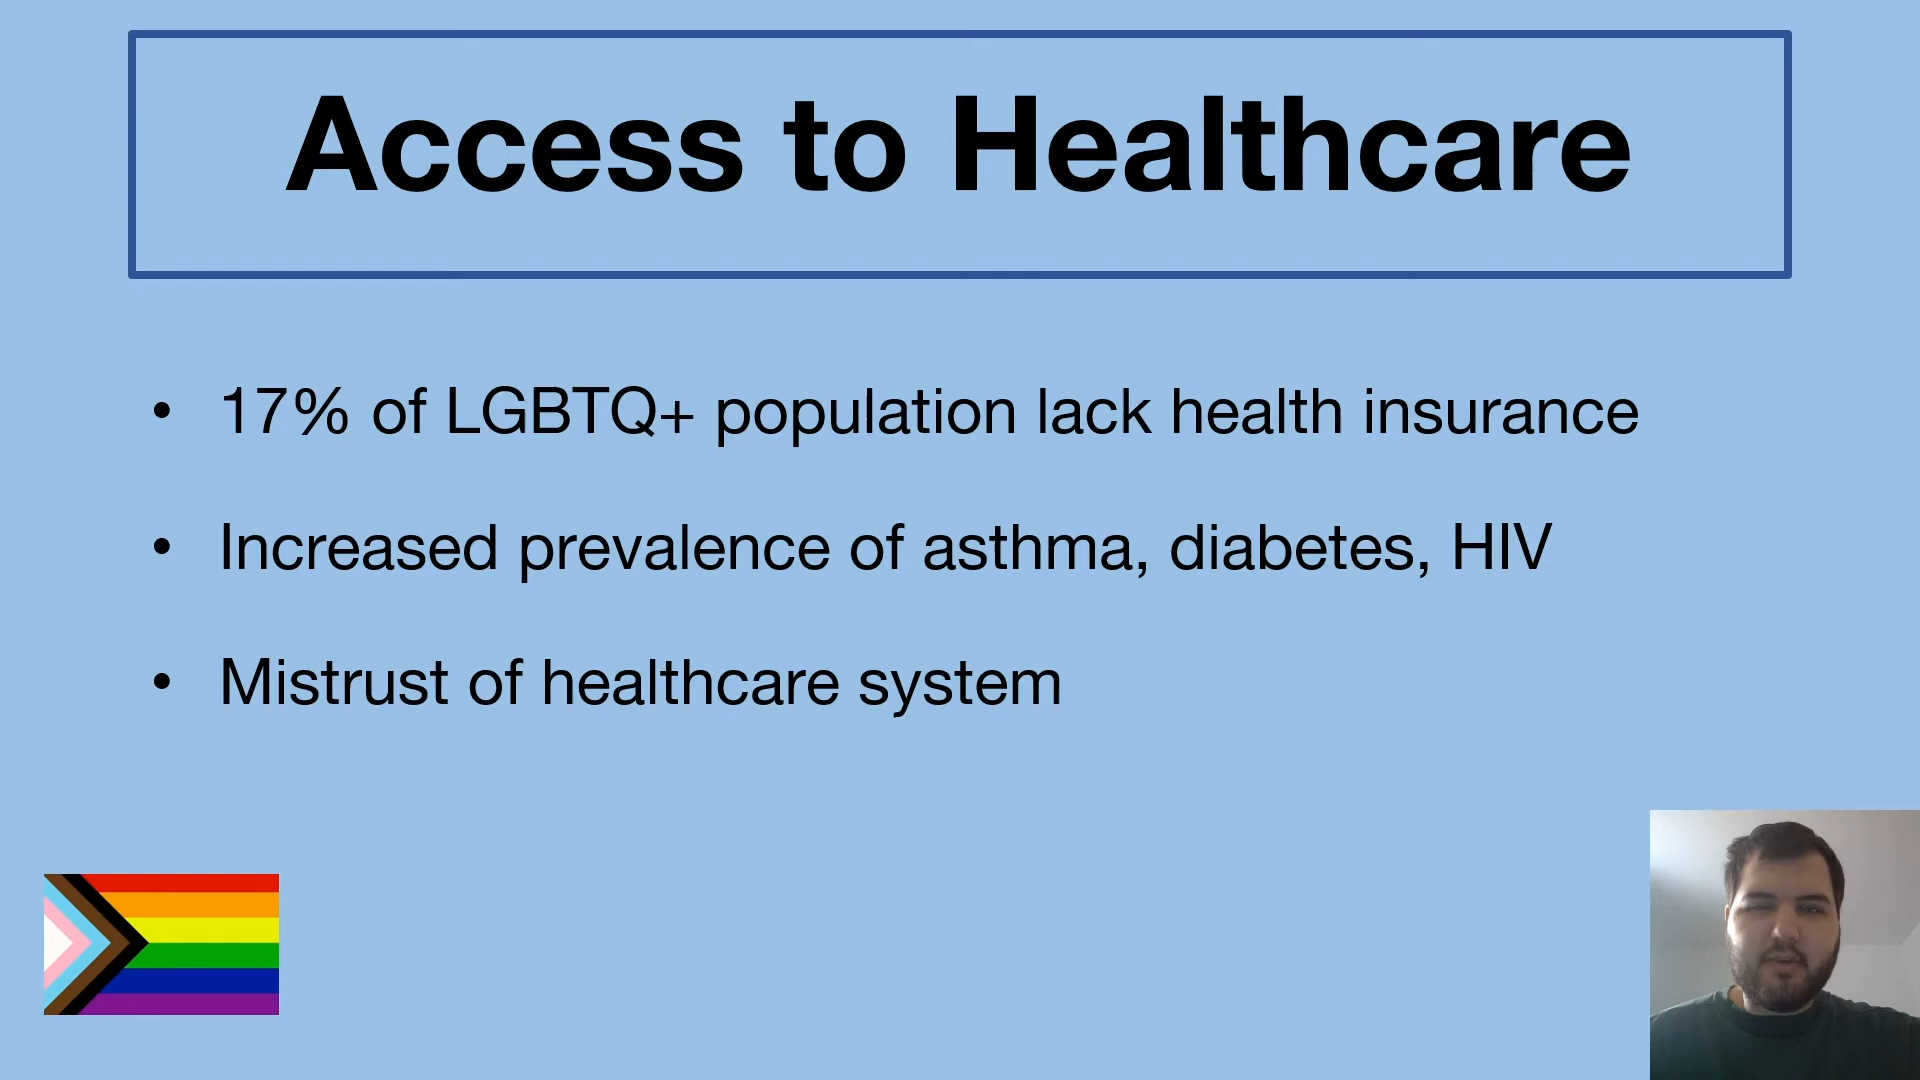 Access to Healthcare
• 17% of LGBTQ+ population lack health insurance
• Increased prevalence of asthma, diabetes, HIV
• Mistrust of healthcare system